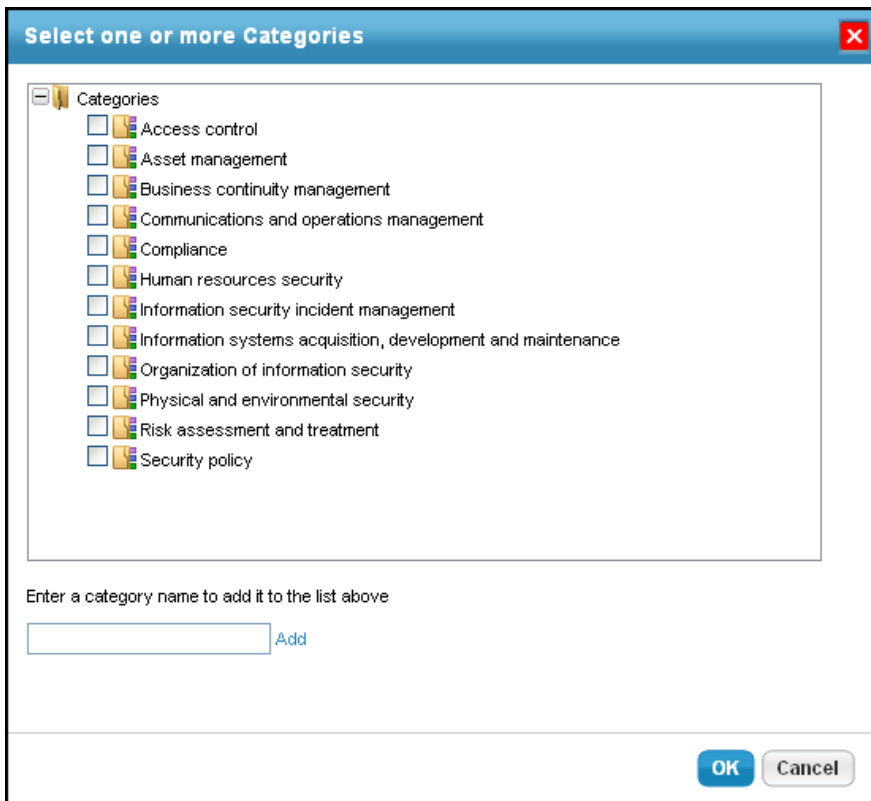 Select one or more Categories
Categories
Access control
Asset management
Business continuity management
Communications and operations management
Compliance
Human resources security
Information security incident management
Information systems acquisition, development and maintenance
Organization of information security
Physical and environmental security
Risk assessment and treatment
Security policy
Enter a category name to add it to the list above
Add
OK Cancel